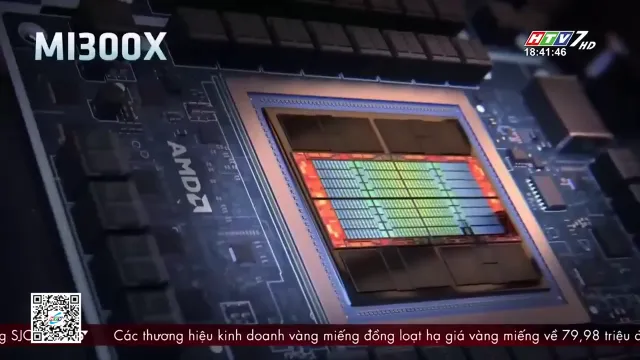 MI300X
HTV7 HD
18:41:46
AMD
g SJC Các thương hiệu kinh doanh vàng miếng đồng loạt hạ giá vàng miếng về 79,98 triệu